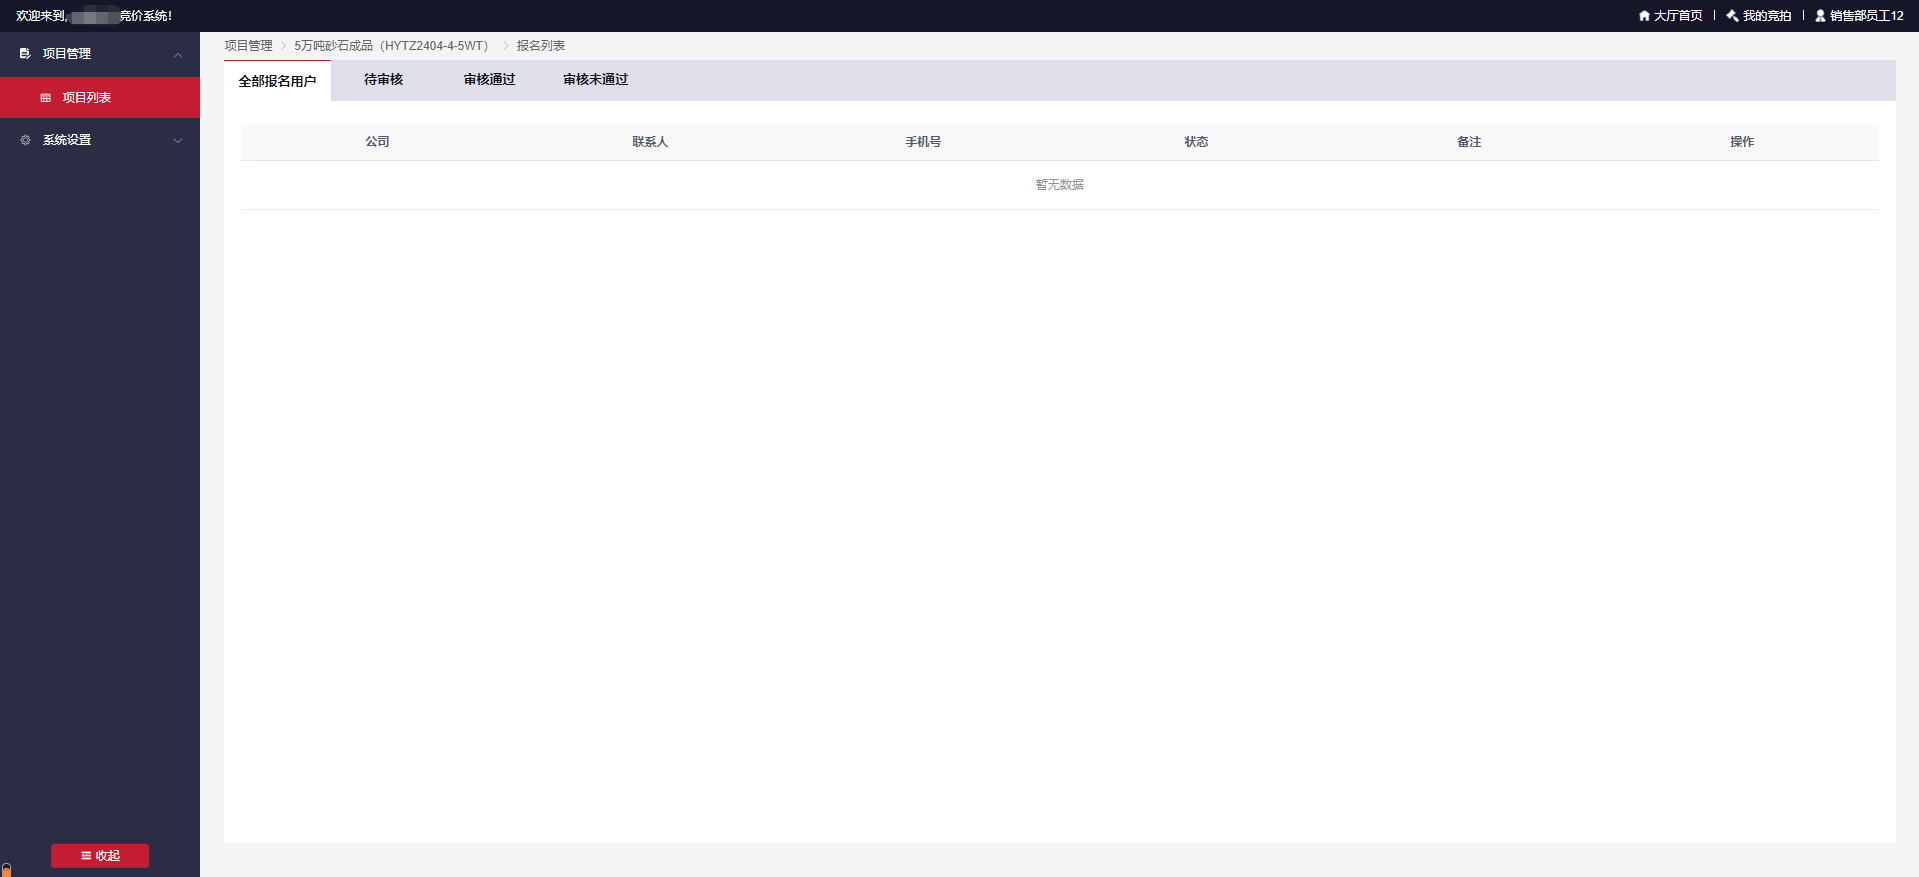 欢迎来到,竞价系统!
大厅首页 | 我的竞拍 | 销售部员工12
项目管理
项目列表
系统设置
收起
项目管理 > 5万吨砂石成品（HYTZ2404-4-5WT） > 报名列表
全部报名用户 待审核 审核通过 审核未通过
公司 联系人 手机号 状态 备注 操作
暂无数据